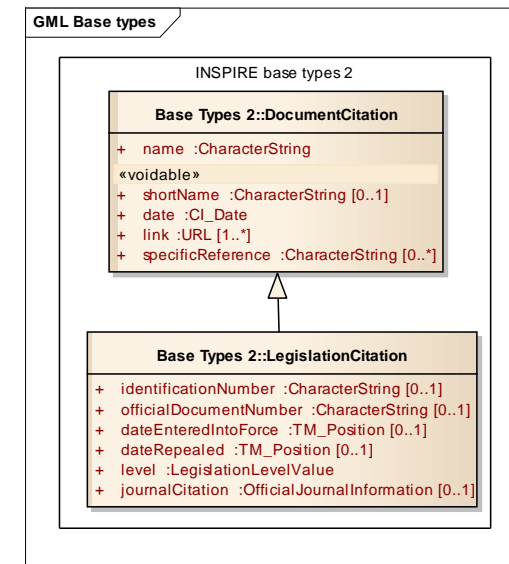 GML Base types
INSPIRE base types 2
Base Types 2::DocumentCitation
+ name :CharacterString
«voidable»
+ shortName :CharacterString [0..1]
+ date :CI_Date
+ link :URL [1..*]
+ specificReference :CharacterString [0..*]
Base Types 2::LegislationCitation
+ identificationNumber :CharacterString [0..1]
+ officialDocumentNumber :CharacterString [0..1]
+ dateEnteredIntoForce :TM_Position [0..1]
+ dateRepealed :TM_Position [0..1]
+ level :LegislationLevelValue
+ journalCitation :OfficialJournalInformation [0..1]